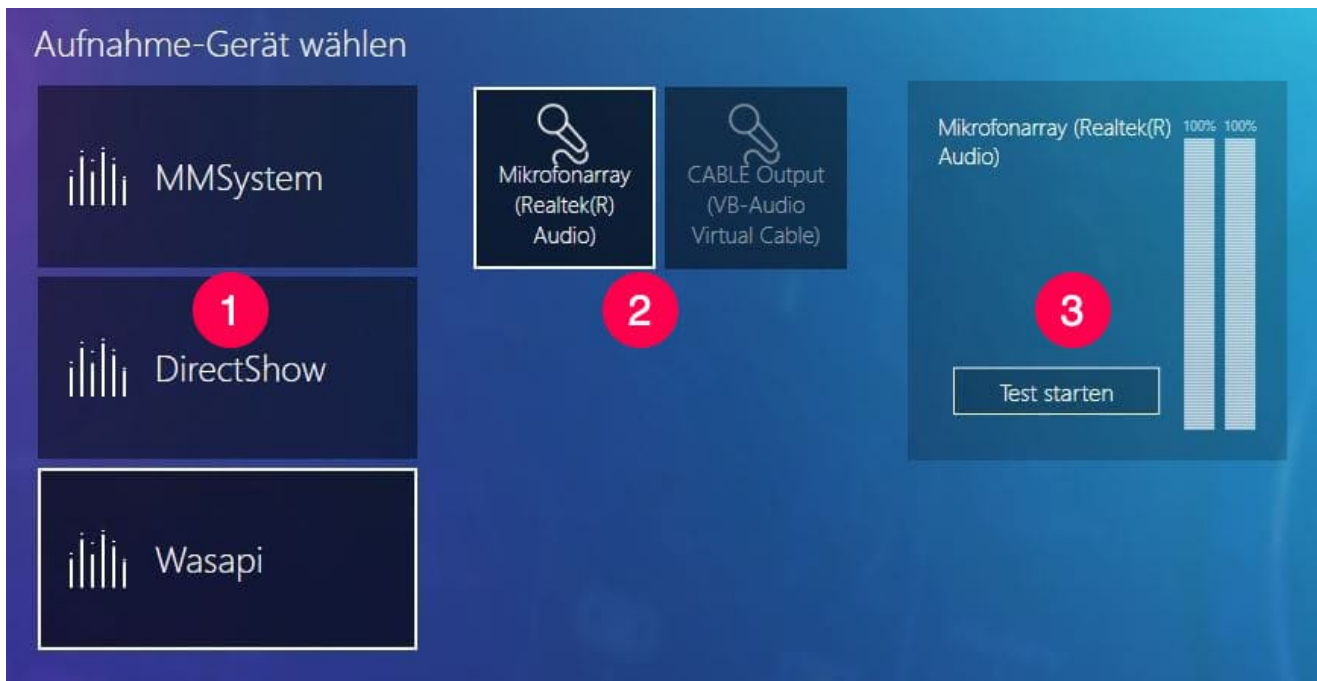 Aufnahme-Gerät wählen
MMSystem
1
DirectShow
Wasapi
Mikrofonarray
(Realtek(R)
Audio)
CABLE Output
(VB-Audio
Virtual Cable)
2
Mikrofonarray (Realtek(R)
Audio)
100% 100%
3
Test starten